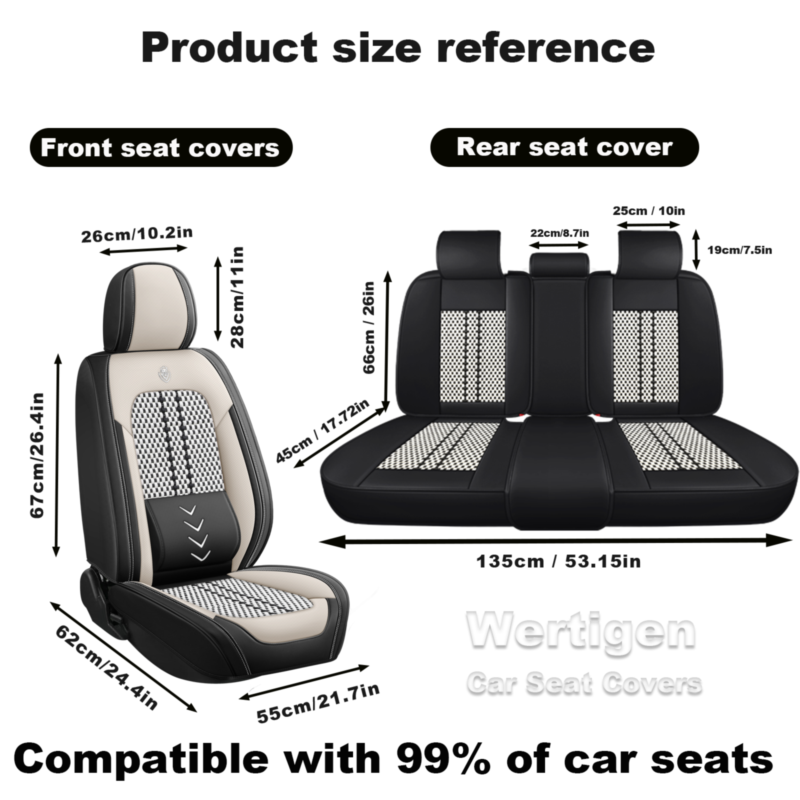 Product size reference
Front seat covers
Rear seat cover
26cm/10.2in
28cm/11in
67cm/26.4in
62cm/24.4in
55cm/21.7in
25cm / 10in
22cm/8.7in
19cm/7.5in
66cm / 26in
45cm / 17.72in
135cm / 53.15in
Wertigen
Car Seat Covers
Compatible with 99% of car seats